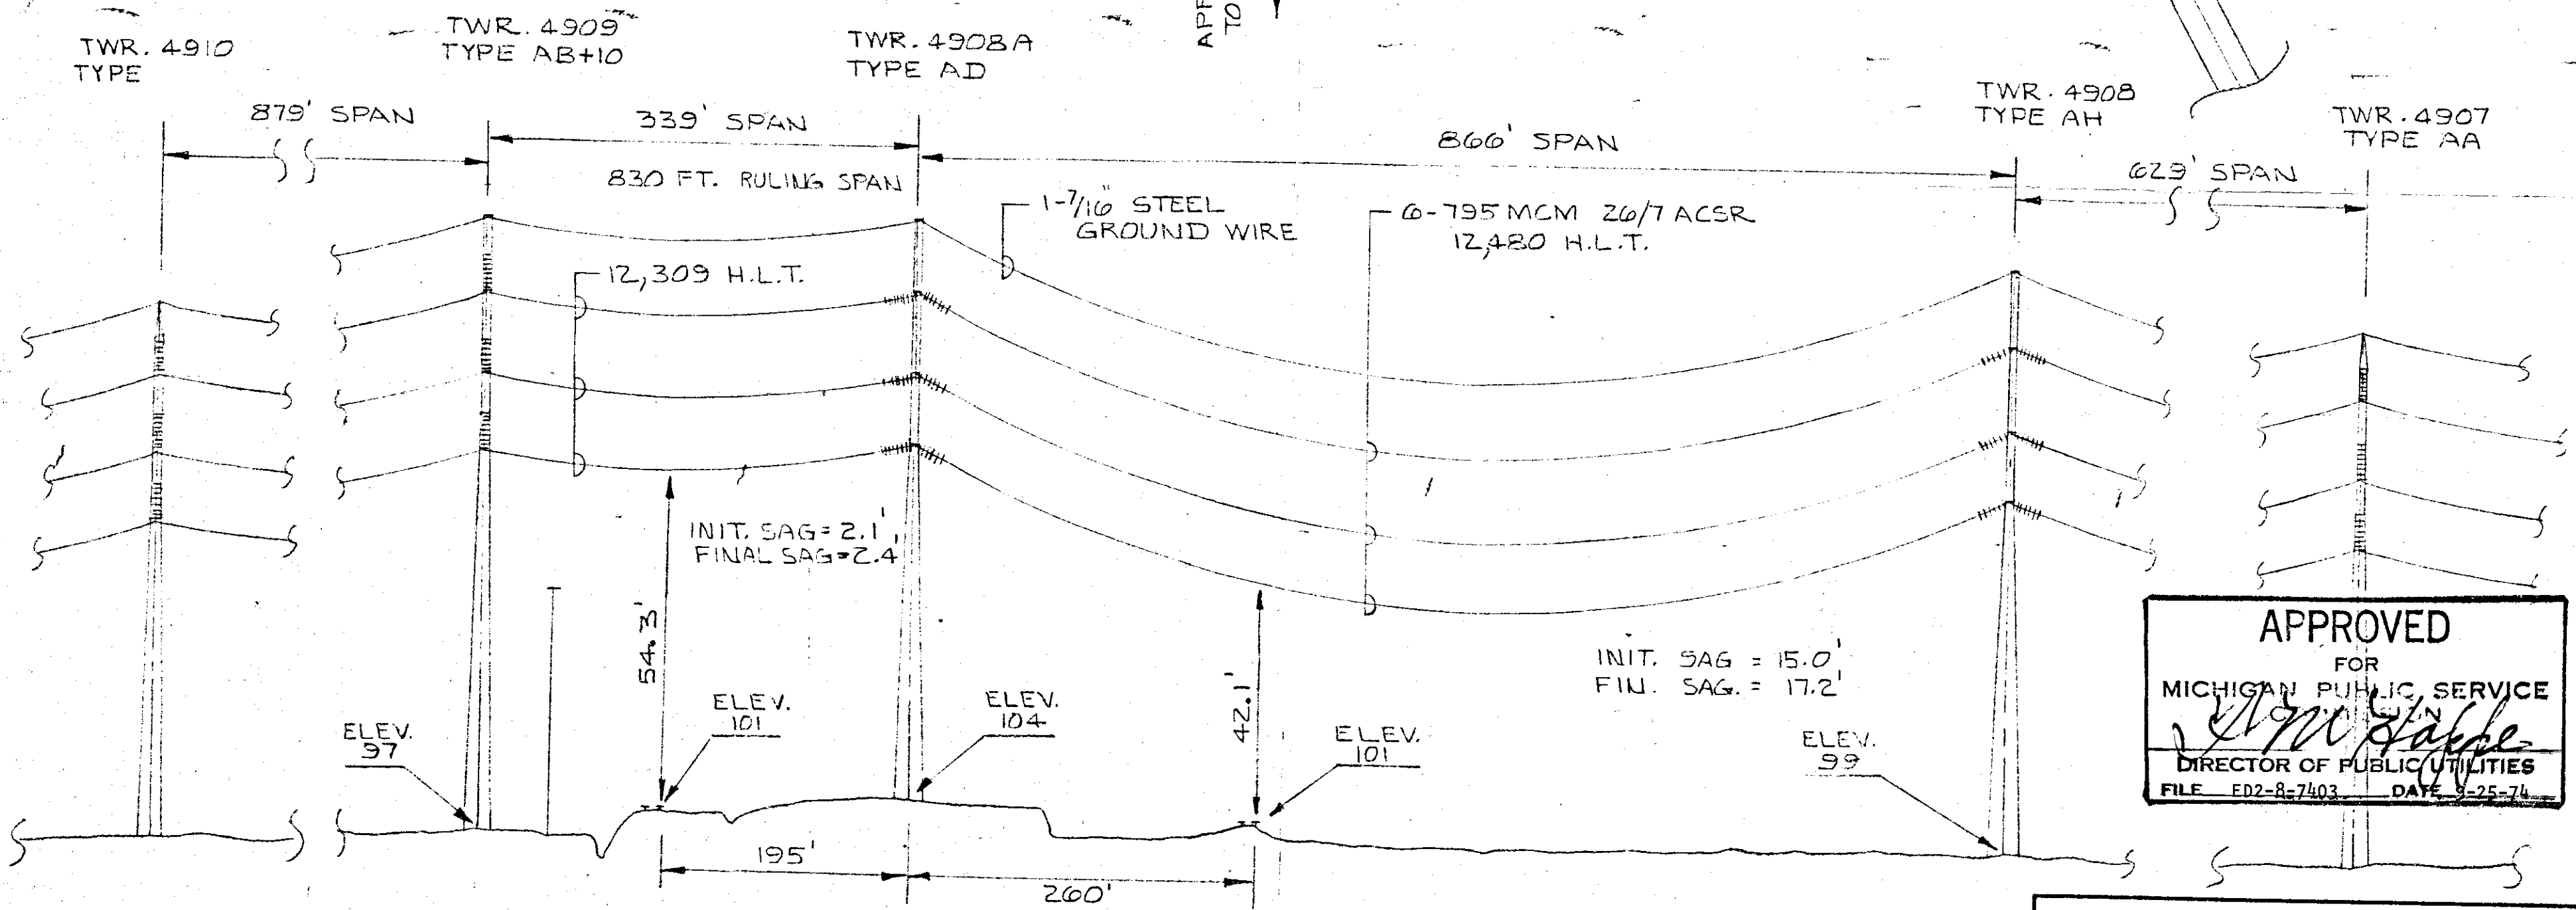 TWR. 4910
TYPE
TWR. 4909
TYPE AB+10
TWR. 4908A
TYPE AD
APP
TO
TWR. 4908
TYPE AH
TWR. 4907
TYPE AA
879' SPAN
339' SPAN
866' SPAN
629' SPAN
830 FT. RULING SPAN
1-7/16" STEEL
GROUND WIRE
6-795 MCM 26/7 ACSR
12,480 H.L.T.
12,309 H.L.T.
INIT. SAG=2.1'
FINAL SAG=2.4'
54.3'
42.1'
INIT. SAG = 15.0'
FIN. SAG. = 17.2'
ELEV.
97
ELEV.
101
ELEV.
104
ELEV.
101
ELEV.
99
195'
260'
APPROVED
FOR
MICHIGAN PUBLIC SERVICE
DIRECTOR OF PUBLIC UTILITIES
FILE ED2-8-7403 DATE 9-25-74